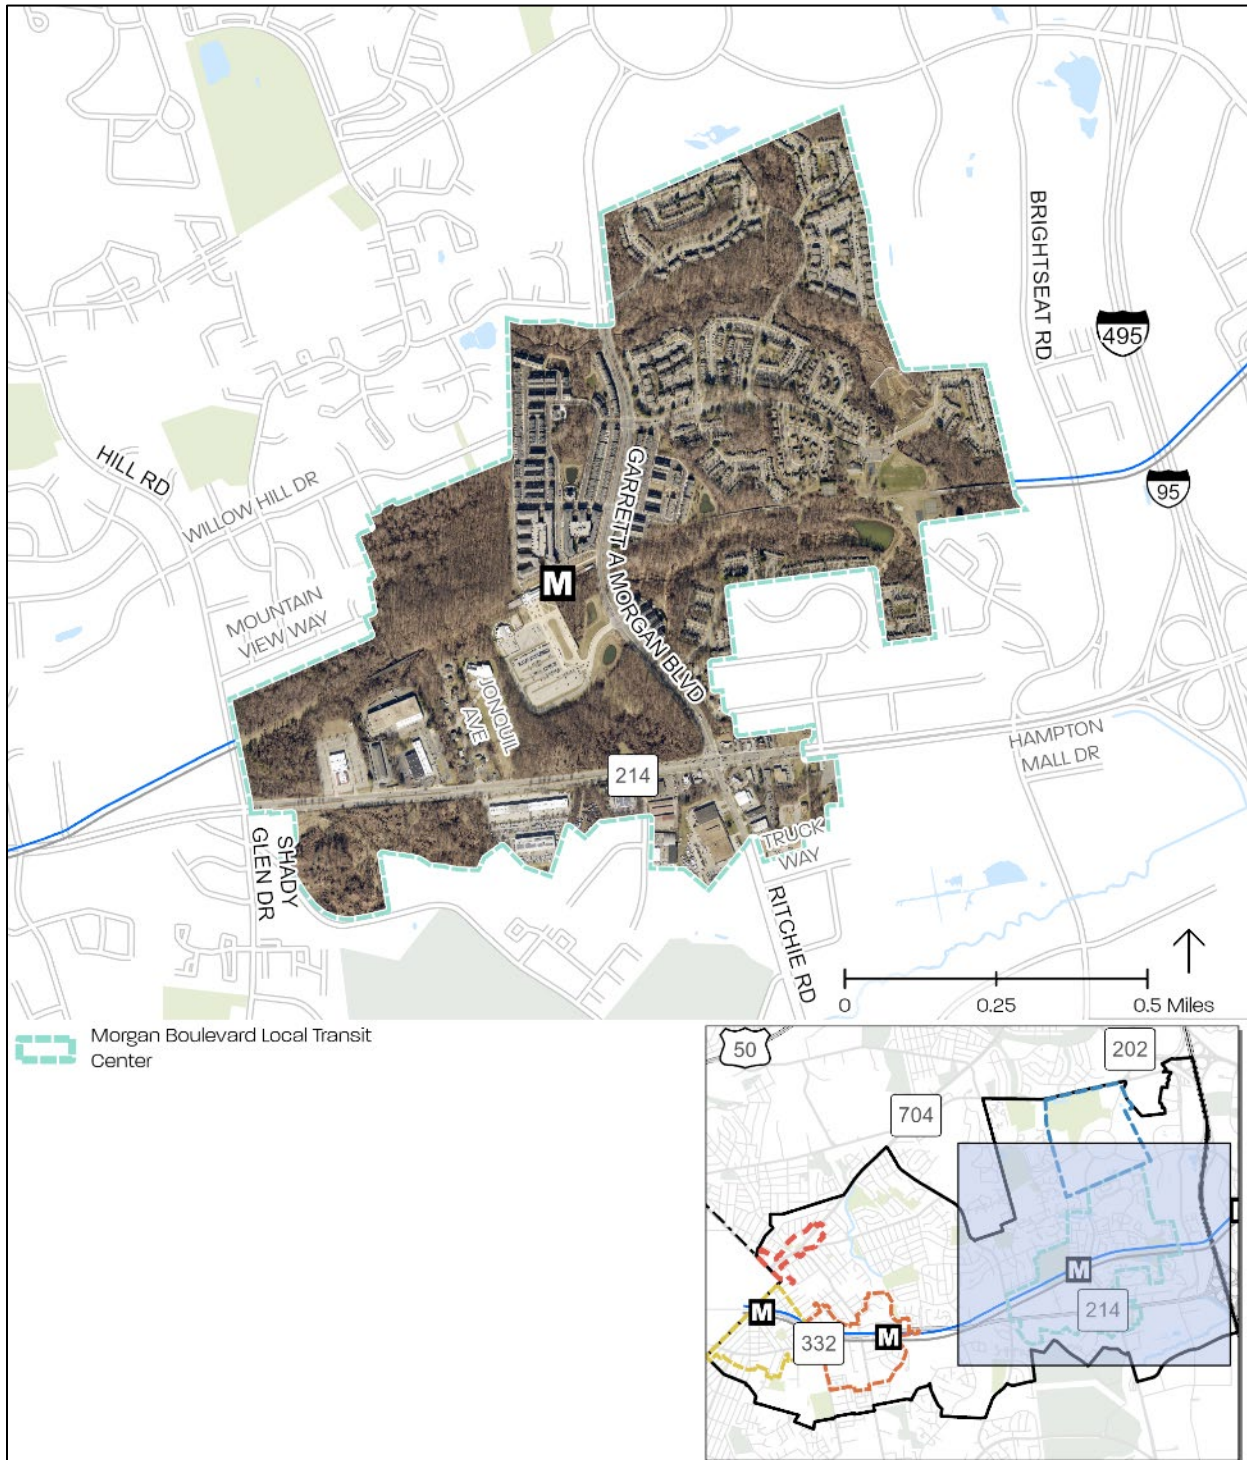 BRIGHTSEAT RD
495
95
HILL RD
WILLOW HILL DR
GARRETT A MORGAN BLVD
M
MOUNTAIN
VIEW WAY
JONQUIL
AVE
214
HAMPTON
MALL DR
SHADY
GLEN DR
TRUCK
WAY
RITCHIE RD
0 0.25 0.5 Miles
Morgan Boulevard Local Transit
Center
50
202
704
M
214
M
332
M